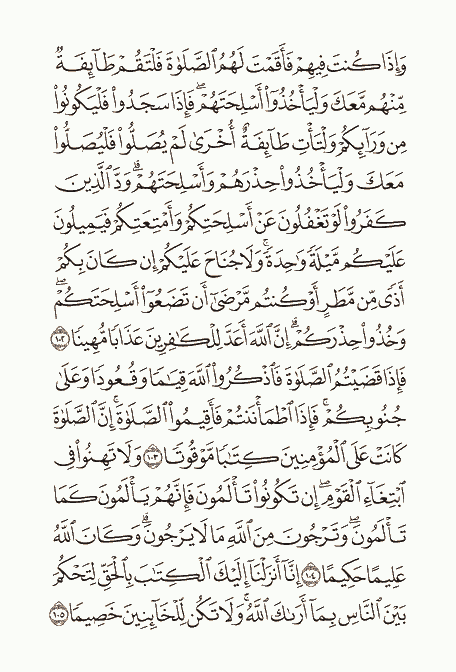 وَإِذَا كُنتَ فِيهِمْ فَأَقَمْتَ لَهُمُ ٱلصَّلَوٰةَ فَلْتَقُمْ طَآئِفَةٌ
مِّنْهُم مَّعَكَ وَلْيَأْخُذُوٓا۟ أَسْلِحَتَهُمْ ۖ فَإِذَا سَجَدُوا۟ فَلْيَكُونُوا۟
مِن وَرَآئِكُمْ وَلْتَأْتِ طَآئِفَةٌ أُخْرَىٰ لَمْ يُصَلُّوا۟ فَلْيُصَلُّوا۟
مَعَكَ وَلْيَأْخُذُوا۟ حِذْرَهُمْ وَأَسْلِحَتَهُمْ ۗ وَدَّ ٱلَّذِينَ
كَفَرُوا۟ لَوْ تَغْفُلُونَ عَنْ أَسْلِحَتِكُمْ وَأَمْتِعَتِكُمْ فَيَمِيلُونَ
عَلَيْكُم مَّيْلَةً وَٰحِدَةً ۚ وَلَا جُنَاحَ عَلَيْكُمْ إِن كَانَ بِكُمْ
أَذًى مِّن مَّطَرٍ أَوْ كُنتُم مَّرْضَىٰٓ أَن تَضَعُوٓا۟ أَسْلِحَتَكُمْ ۖ
وَخُذُوا۟ حِذْرَكُمْ ۗ إِنَّ ٱللَّهَ أَعَدَّ لِلْكَٰفِرِينَ عَذَابًا مُّهِينًا ١٠٢
فَإِذَا قَضَيْتُمُ ٱلصَّلَوٰةَ فَٱذْكُرُوا۟ ٱللَّهَ قِيَٰمًا وَقُعُودًا وَعَلَىٰ
جُنُوبِكُمْ ۚ فَإِذَا ٱطْمَأْنَنتُمْ فَأَقِيمُوا۟ ٱلصَّلَوٰةَ ۚ إِنَّ ٱلصَّلَوٰةَ
كَانَتْ عَلَى ٱلْمُؤْمِنِينَ كِتَٰبًا مَّوْقُوتًا ١٠٣ وَلَا تَهِنُوا۟ فِى
ٱبْتِغَآءِ ٱلْقَوْمِ ۖ إِن تَكُونُوا۟ تَأْلَمُونَ فَإِنَّهُمْ يَأْلَمُونَ كَمَا
تَأْلَمُونَ ۖ وَتَرْجُونَ مِنَ ٱللَّهِ مَا لَا يَرْجُونَ ۗ وَكَانَ ٱللَّهُ
عَلِيمًا حَكِيمًا ١٠٤ إِنَّآ أَنزَلْنَآ إِلَيْكَ ٱلْكِتَٰبَ بِٱلْحَقِّ لِتَحْكُمَ
بَيْنَ ٱلنَّاسِ بِمَآ أَرَىٰكَ ٱللَّهُ ۚ وَلَا تَكُن لِّلْخَآئِنِينَ خَصِيمًا ١٠٥